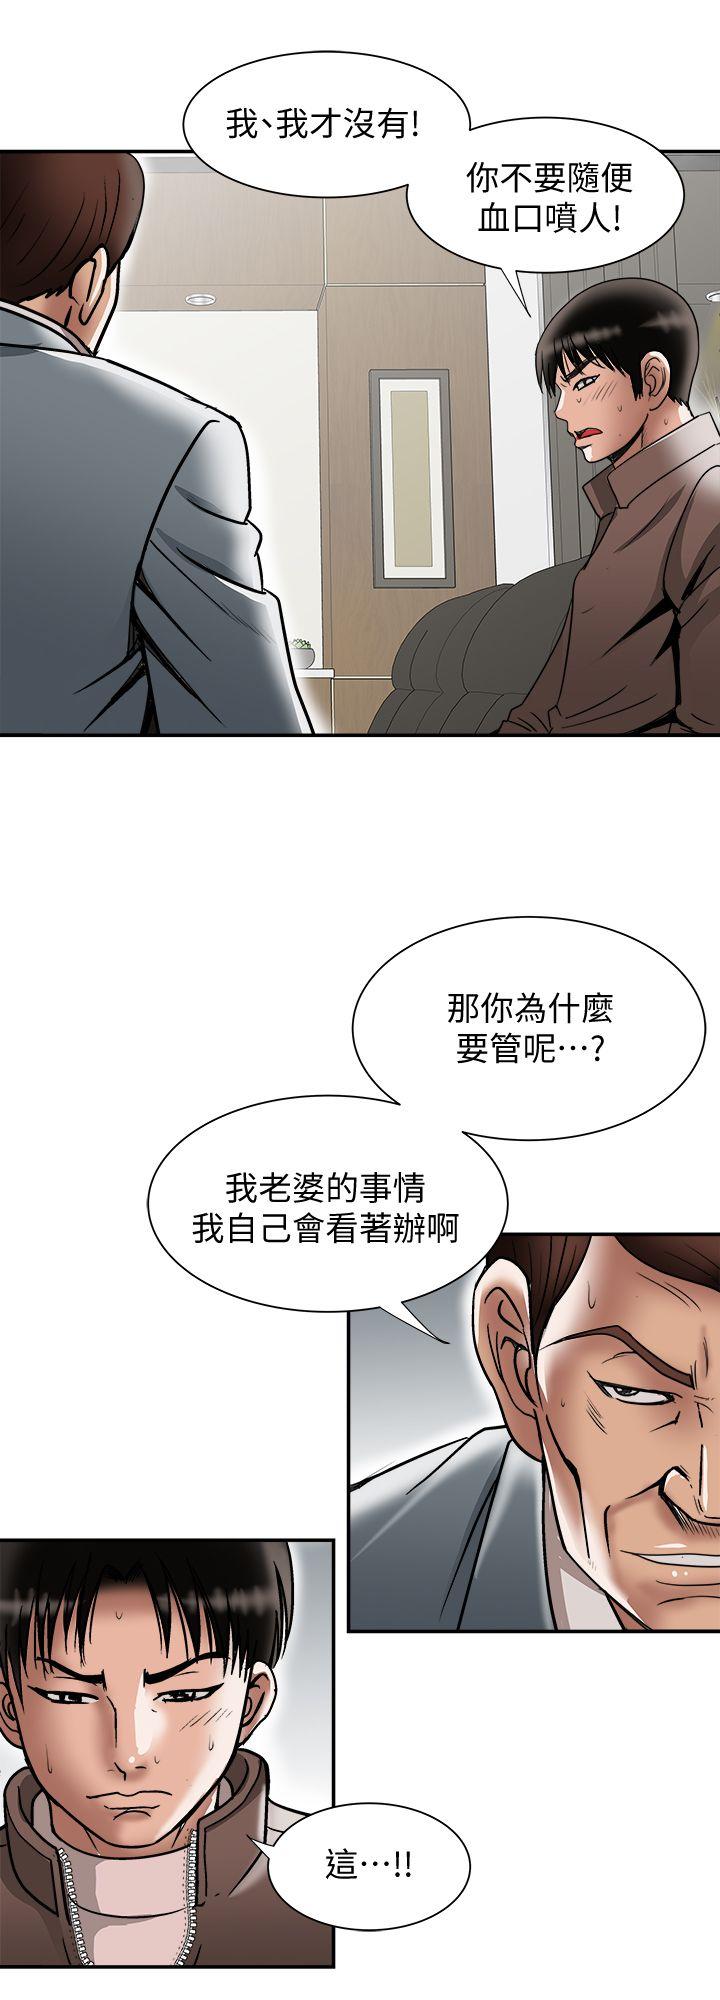 我、我才沒有!
你不要隨便
血口噴人!
那你為什麼
要管呢…?
我老婆的事情
我自己會看著辦啊
這…!!